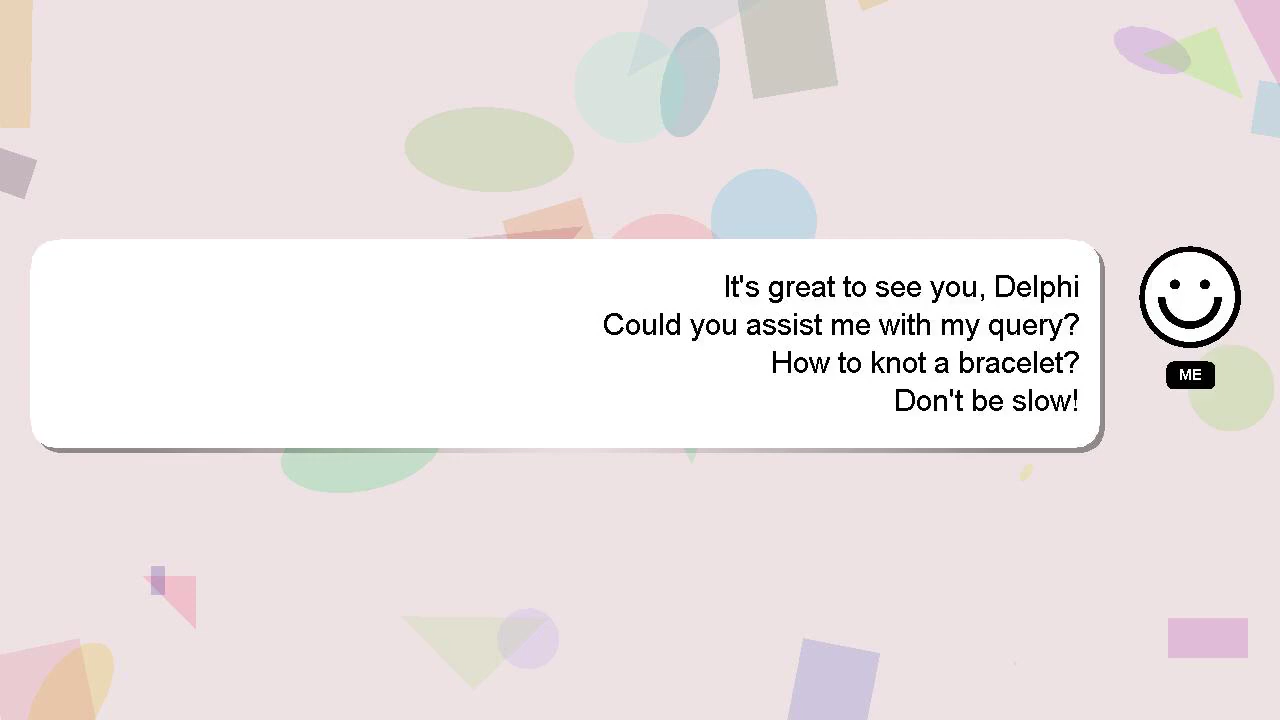 It's great to see you, Delphi
Could you assist me with my query?
How to knot a bracelet?
Don't be slow!
ME